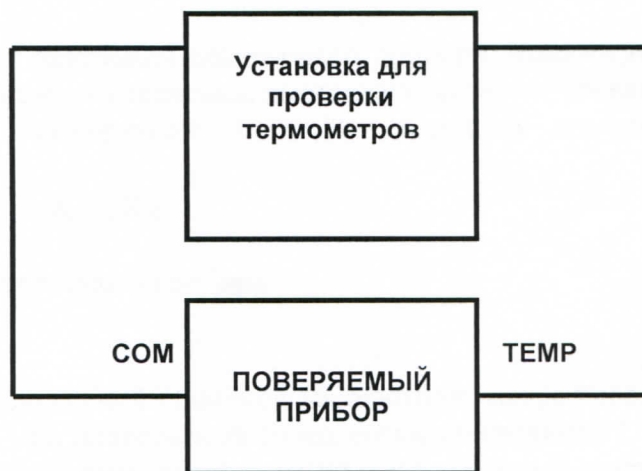 Установка для
проверки
термометров
COM
TEMP
ПОВЕРЯЕМЫЙ
ПРИБОР